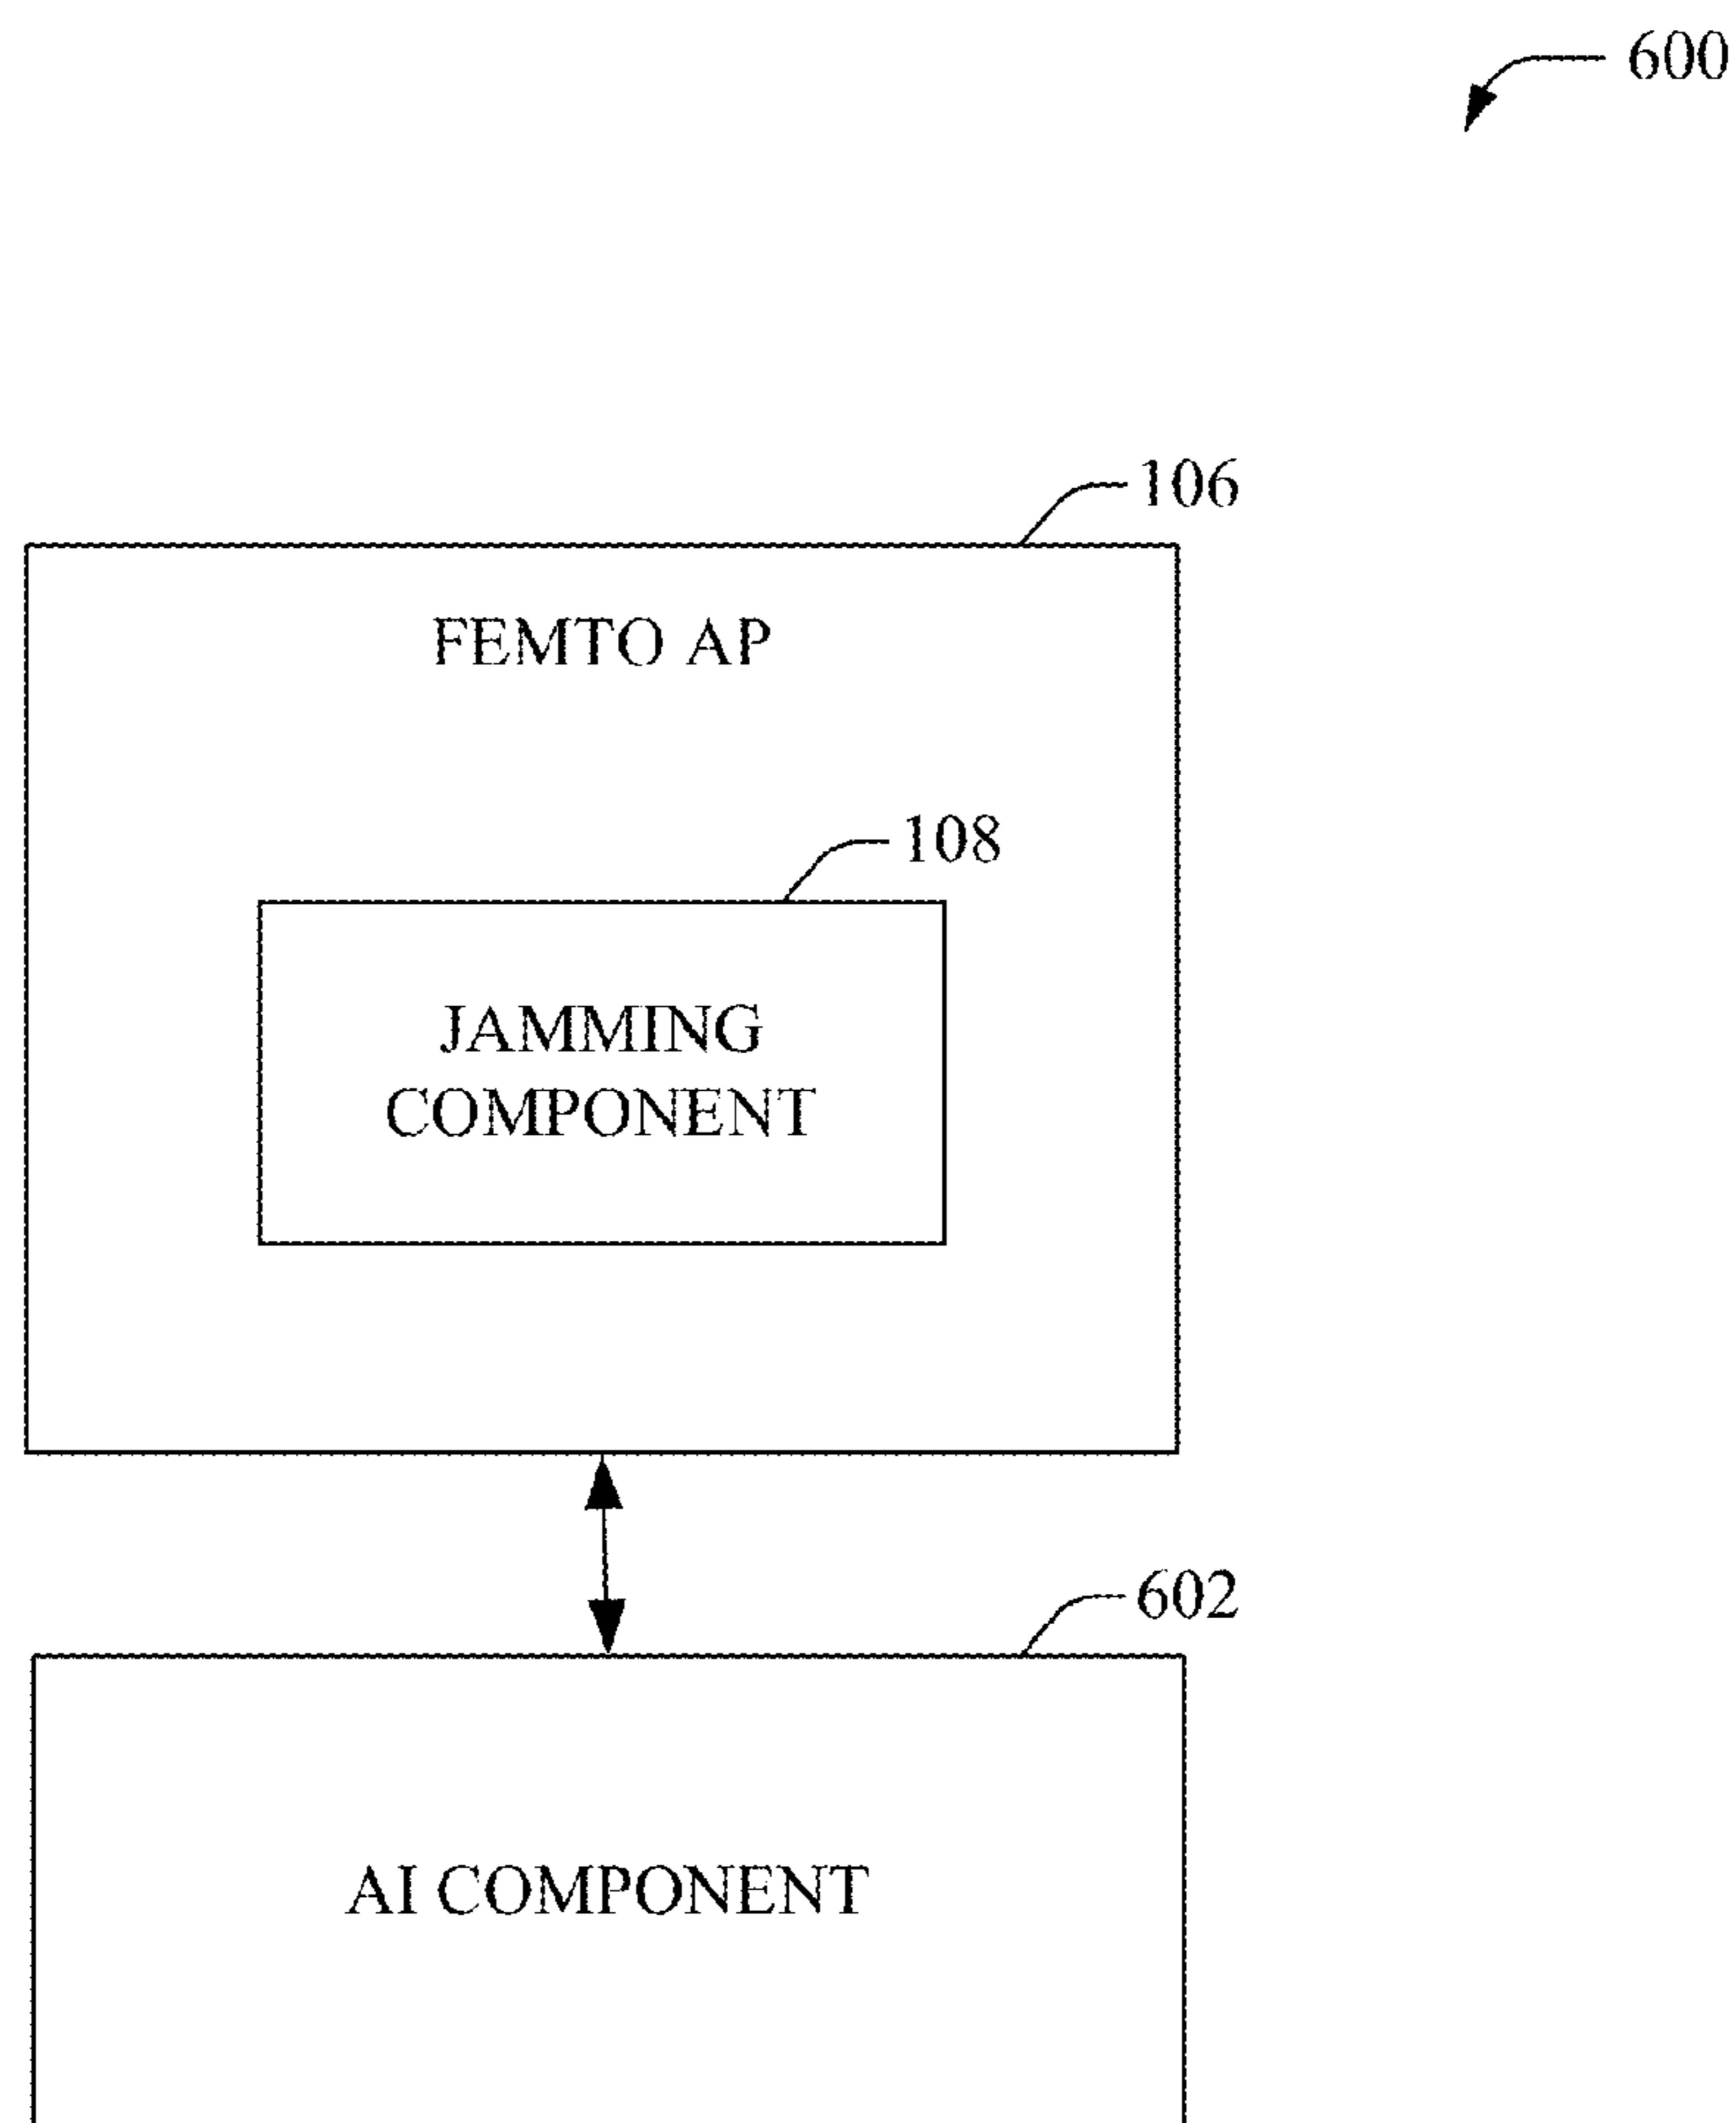 600
106
FEMTO AP
108
JAMMING
COMPONENT
602
AI COMPONENT